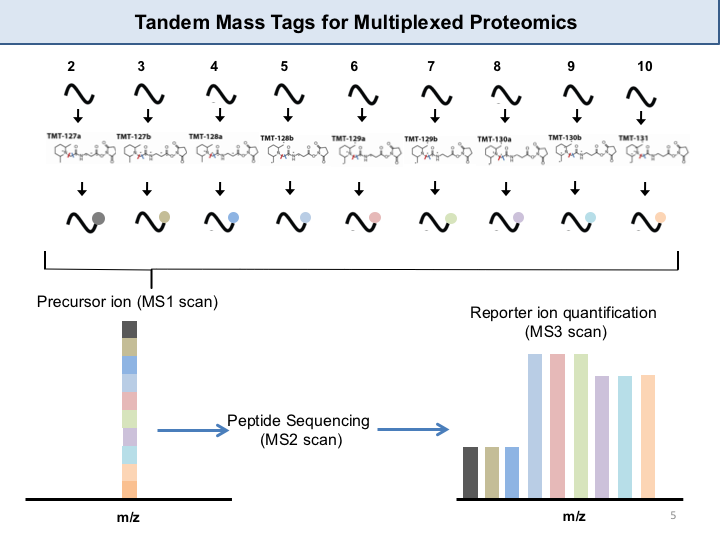 Tandem Mass Tags for Multiplexed Proteomics
2 3 4 5 6 7 8 9 10
TMT-127a TMT-127b TMT-128a TMT-128b TMT-129a TMT-129b TMT-130a TMT-130b TMT-131
Precursor ion (MS1 scan)
Reporter ion quantification
(MS3 scan)
Peptide Sequencing
(MS2 scan)
m/z
m/z
5